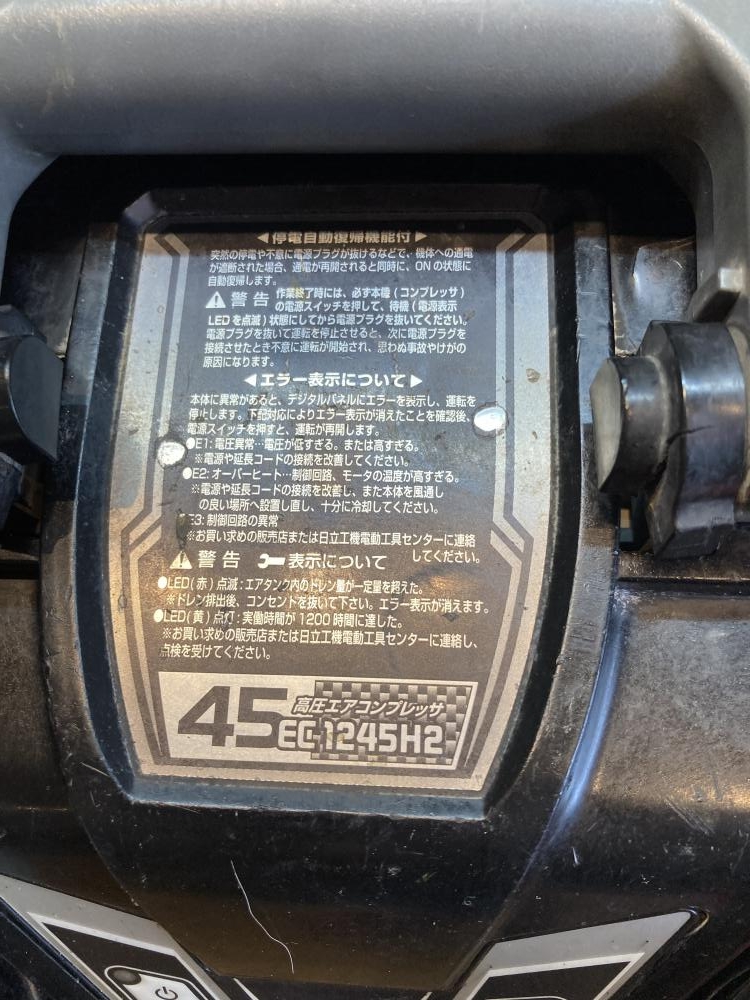 ◀停電自動復帰機能付▶
突然の停電や不意に電源プラグが抜けるなどで、機体への通電
が遮断された場合、通電が再開されると同時に、ONの状態に
自動復帰します。
⚠警告 作業終了時には、必ず本機(コンプレッサ)
の電源スイッチを押して、待機(電源表示
LEDを点滅)状態にしてから電源プラグを抜いてください。
電源プラグを抜いて運転を停止させると、次に電源プラグを
接続させたとき不意に運転が開始され、思わぬ事故やけがの
原因になります。
◀エラー表示について▶
本体に異常があると、デジタルパネルにエラーを表示し、運転を
停止します。下記対応によりエラー表示が消えたことを確認後、
電源スイッチを押すと、運転が再開します。
●E1:電圧異常…電圧が低すぎる。または高すぎる。
※電源や延長コードの接続を改善してください。
●E2:オーバーヒート…制御回路、モータの温度が高すぎる。
※電源や延長コードの接続を改善し、また本体を風通し
の良い場所へ設置し直し、十分に冷却してください。
E3:制御回路の異常
※お買い求めの販売店または日立工機電動工具センターに連絡
してください。
⚠警告 表示について
●LED(赤)点滅:エアタンク内のドレン量が一定量を超えた。
※ドレン排出後、コンセントを抜いて下さい。エラー表示が消えます。
●LED(黄)点灯:実働時間が1200時間に達した。
※お買い求めの販売店または日立工機電動工具センターに連絡し、
点検を受けてください。
45 高圧エアコンプレッサ
EC1245H2